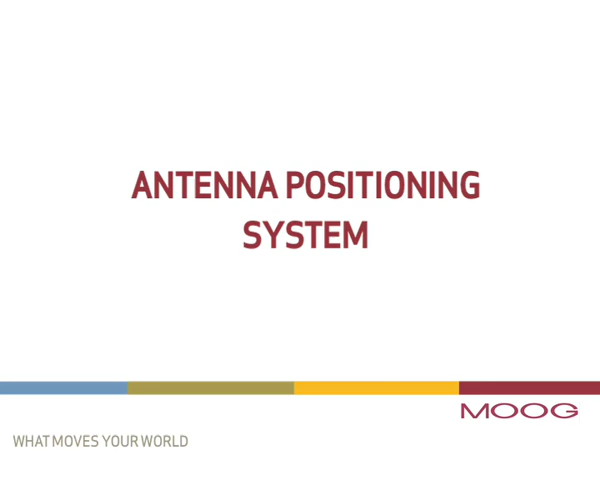 ANTENNA POSITIONING
SYSTEM
MOOG
WHAT MOVES YOUR WORLD